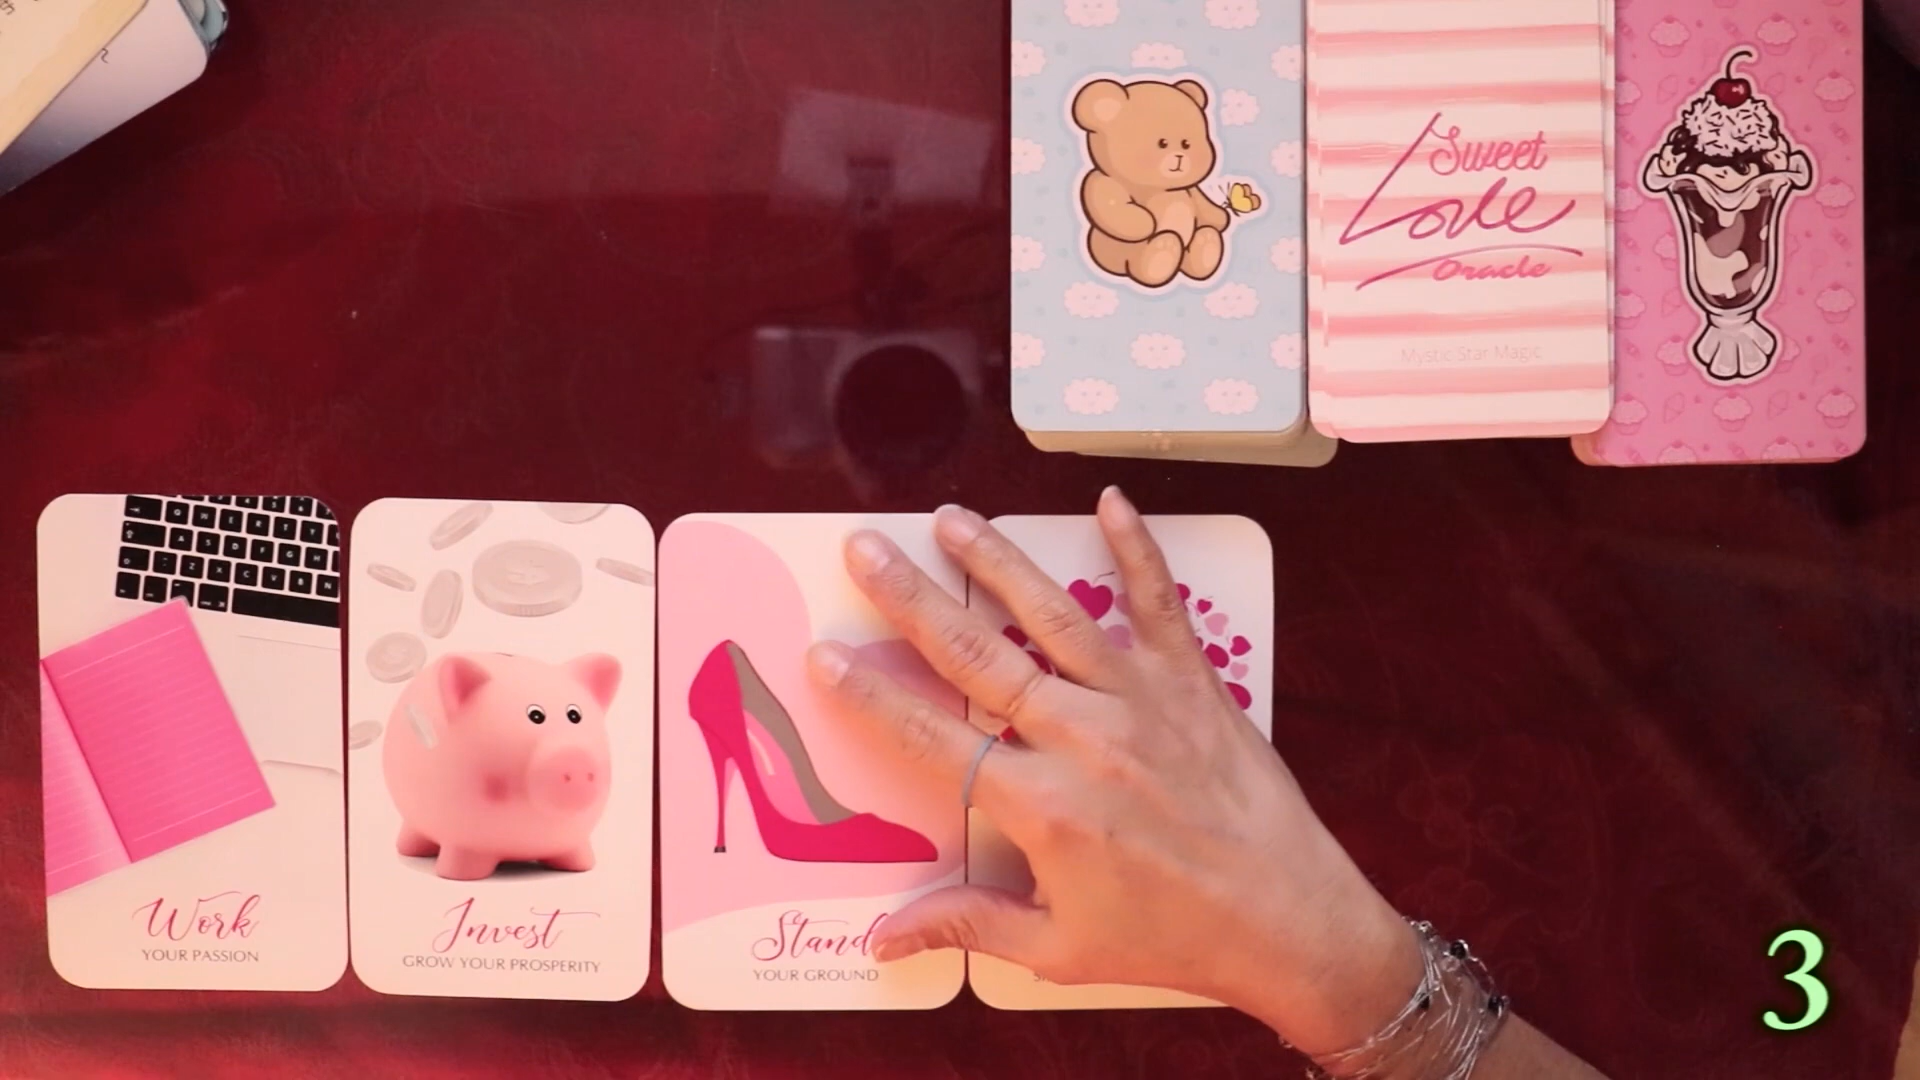 Sweet
Love
Oracle
Mystic Star Magic
Work
YOUR PASSION
Invest
GROW YOUR PROSPERITY
Stand
YOUR GROUND
3